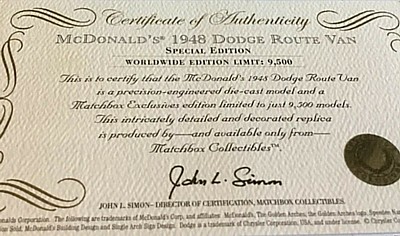 Certificate of Authenticity
McDonald's® 1948 Dodge Route Van
Special Edition
WORLDWIDE EDITION LIMIT: 9,500
This is to certify that the McDonald's 1948 Dodge Route Van
is a precision-engineered die-cast model and a
Matchbox Exclusives edition limited to just 9,500 models.
This intricately detailed and decorated replica
is produced by—and available only from—
Matchbox Collectibles™.
John L. Simon
JOHN L. SIMON–DIRECTOR OF CERTIFICATION, MATCHBOX COLLECTIBLES.
Corporation. The following are trademarks of McDonald's Corp. and affiliates: McDonald's, The Golden Arches, the Golden Arches logo,
McDonald's Building Design and Single Arch Sign Design. Dodge is a trademark of Chrysler Corporation, USA, and is used under license. © Chrysler